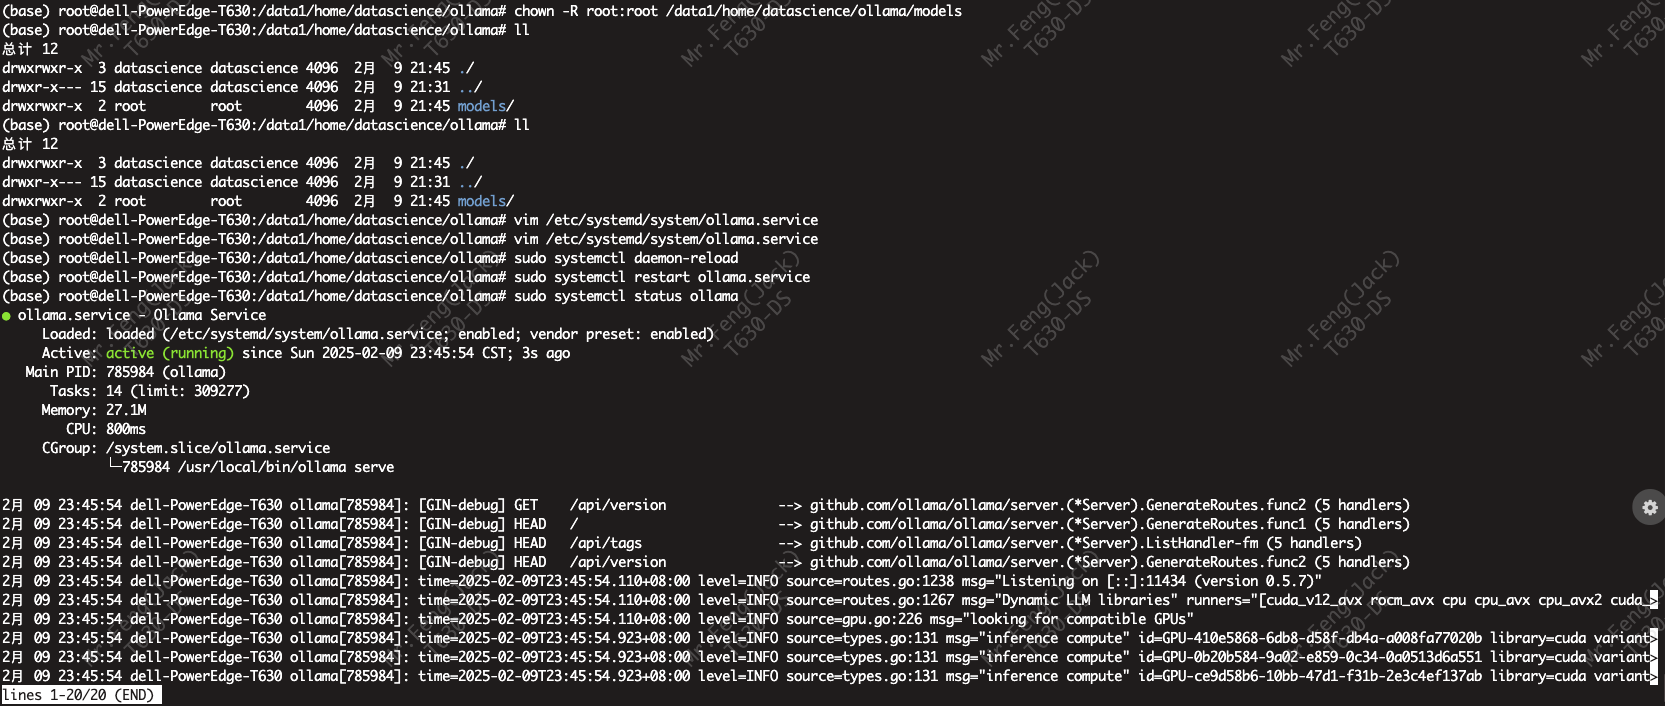 (base) root@dell-PowerEdge-T630:/data1/home/datascience/ollama# chown -R root:root /data1/home/datascience/ollama/models
(base) root@dell-PowerEdge-T630:/data1/home/datascience/ollama# ll
总计 12
drwxrwxr-x  3 datascience datascience 4096  2月  9 21:45 ./
drwxr-x--- 15 datascience datascience 4096  2月  9 21:31 ../
drwxrwxr-x  2 root        root        4096  2月  9 21:45 models/
(base) root@dell-PowerEdge-T630:/data1/home/datascience/ollama# ll
总计 12
drwxrwxr-x  3 datascience datascience 4096  2月  9 21:45 ./
drwxr-x--- 15 datascience datascience 4096  2月  9 21:31 ../
drwxrwxr-x  2 root        root        4096  2月  9 21:45 models/
(base) root@dell-PowerEdge-T630:/data1/home/datascience/ollama# vim /etc/systemd/system/ollama.service
(base) root@dell-PowerEdge-T630:/data1/home/datascience/ollama# vim /etc/systemd/system/ollama.service
(base) root@dell-PowerEdge-T630:/data1/home/datascience/ollama# sudo systemctl daemon-reload
(base) root@dell-PowerEdge-T630:/data1/home/datascience/ollama# sudo systemctl restart ollama.service
(base) root@dell-PowerEdge-T630:/data1/home/datascience/ollama# sudo systemctl status ollama
● ollama.service - Ollama Service
     Loaded: loaded (/etc/systemd/system/ollama.service; enabled; vendor preset: enabled)
     Active: active (running) since Sun 2025-02-09 23:45:54 CST; 3s ago
   Main PID: 785984 (ollama)
      Tasks: 14 (limit: 309277)
     Memory: 27.1M
        CPU: 800ms
     CGroup: /system.slice/ollama.service
             └─785984 /usr/local/bin/ollama serve
2月 09 23:45:54 dell-PowerEdge-T630 ollama[785984]: [GIN-debug] GET    /api/version              --> github.com/ollama/ollama/server.(*Server).GenerateRoutes.func2 (5 handlers)
2月 09 23:45:54 dell-PowerEdge-T630 ollama[785984]: [GIN-debug] HEAD   /                         --> github.com/ollama/ollama/server.(*Server).GenerateRoutes.func1 (5 handlers)
2月 09 23:45:54 dell-PowerEdge-T630 ollama[785984]: [GIN-debug] HEAD   /api/tags                 --> github.com/ollama/ollama/server.(*Server).ListHandler-fm (5 handlers)
2月 09 23:45:54 dell-PowerEdge-T630 ollama[785984]: [GIN-debug] HEAD   /api/version              --> github.com/ollama/ollama/server.(*Server).GenerateRoutes.func2 (5 handlers)
2月 09 23:45:54 dell-PowerEdge-T630 ollama[785984]: time=2025-02-09T23:45:54.110+08:00 level=INFO source=routes.go:1238 msg="Listening on [::]:11434 (version 0.5.7)"
2月 09 23:45:54 dell-PowerEdge-T630 ollama[785984]: time=2025-02-09T23:45:54.110+08:00 level=INFO source=routes.go:1267 msg="Dynamic LLM libraries" runners="[cuda_v12_avx rocm_avx cpu cpu_avx cpu_avx2 cuda_>
2月 09 23:45:54 dell-PowerEdge-T630 ollama[785984]: time=2025-02-09T23:45:54.110+08:00 level=INFO source=gpu.go:226 msg="looking for compatible GPUs"
2月 09 23:45:54 dell-PowerEdge-T630 ollama[785984]: time=2025-02-09T23:45:54.923+08:00 level=INFO source=types.go:131 msg="inference compute" id=GPU-410e5868-6db8-d58f-db4a-a008fa77020b library=cuda variant>
2月 09 23:45:54 dell-PowerEdge-T630 ollama[785984]: time=2025-02-09T23:45:54.923+08:00 level=INFO source=types.go:131 msg="inference compute" id=GPU-0b20b584-9a02-e859-0c34-0a0513d6a551 library=cuda variant>
2月 09 23:45:54 dell-PowerEdge-T630 ollama[785984]: time=2025-02-09T23:45:54.923+08:00 level=INFO source=types.go:131 msg="inference compute" id=GPU-ce9d58b6-10bb-47d1-f31b-2e3c4ef137ab library=cuda variant>
lines 1-20/20 (END)
Mr.Feng(Jack)
T630-DS